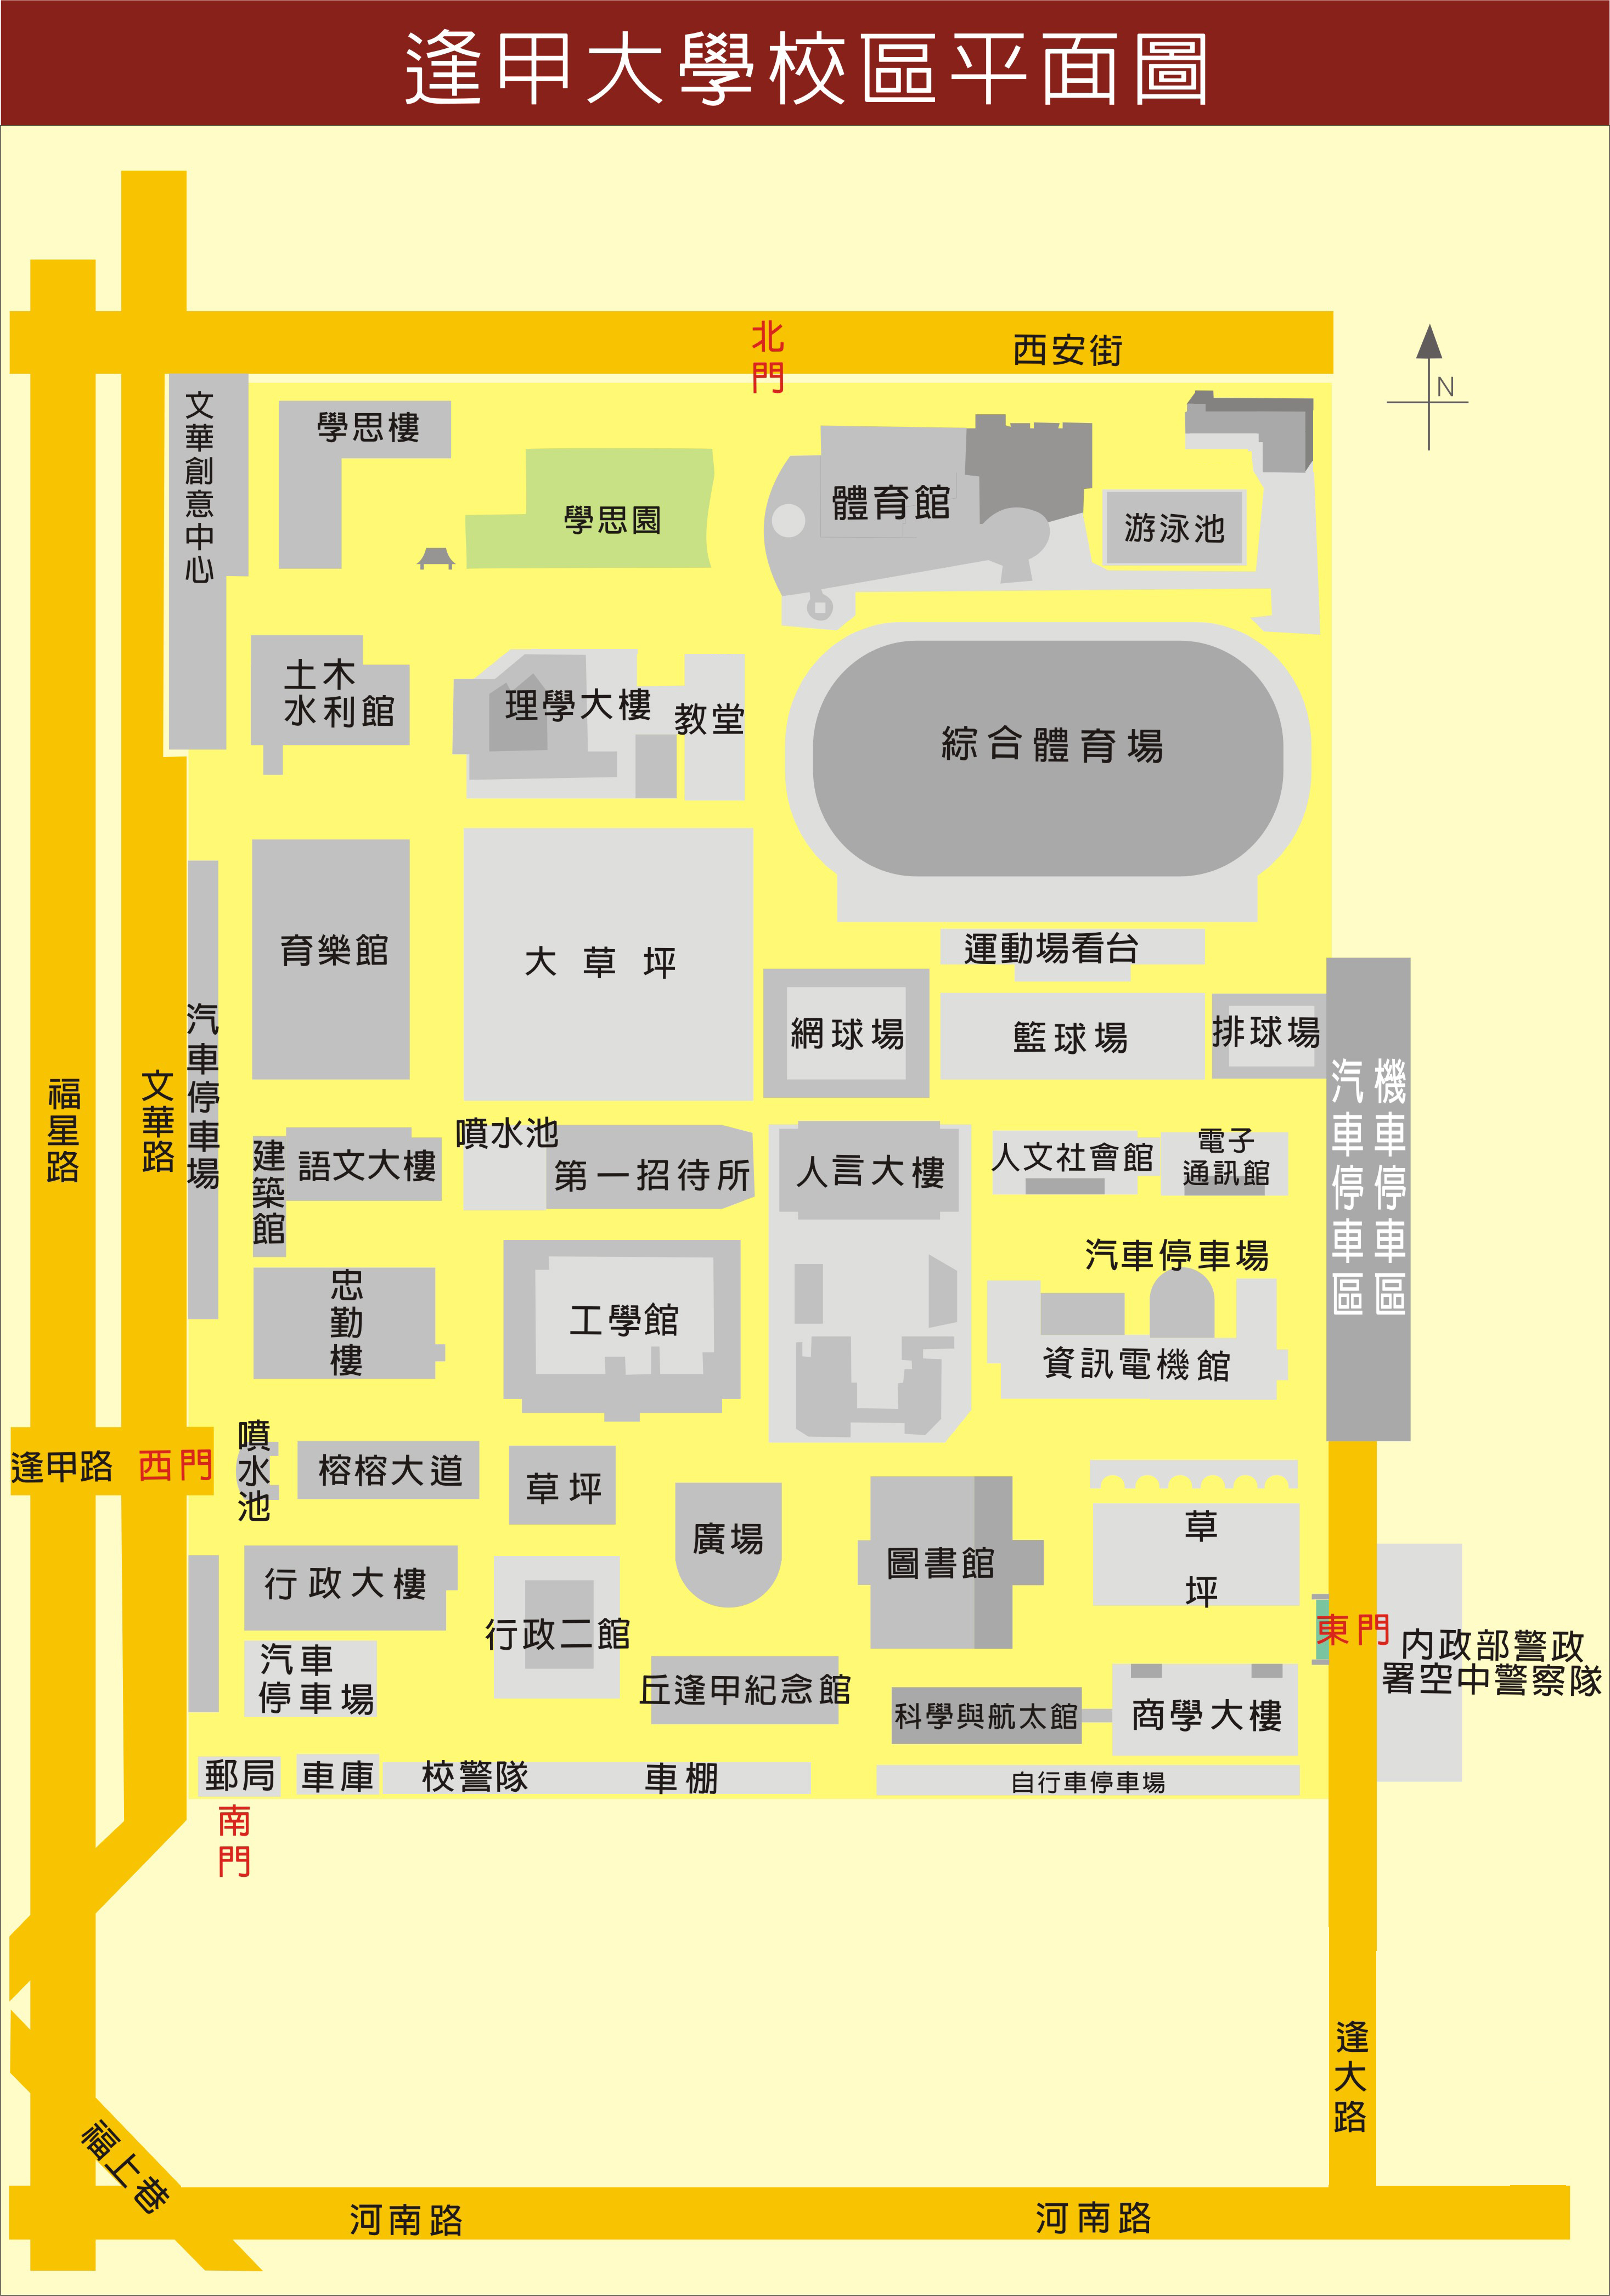 逢甲大學校區平面圖
北門
西安街
N
文華創意中心
學思樓
學思園
體育館
游泳池
土木
水利館
理學大樓
教堂
綜合體育場
育樂館
大草坪
運動場看台
網球場
籃球場
排球場
汽車停車場
福星路
文華路
機車停車區
汽車停車區
噴水池
建築館
語文大樓
第一招待所
人言大樓
人文社會館
電子
通訊館
汽車停車場
忠勤樓
工學館
資訊電機館
逢甲路
西門
噴水池
榕榕大道
草坪
廣場
圖書館
草坪
行政大樓
行政二館
東門
內政部警政
署空中警察隊
汽車
停車場
丘逢甲紀念館
科學與航太館
商學大樓
郵局
車庫
校警隊
車棚
自行車停車場
南門
逢大路
福上巷
河南路
河南路